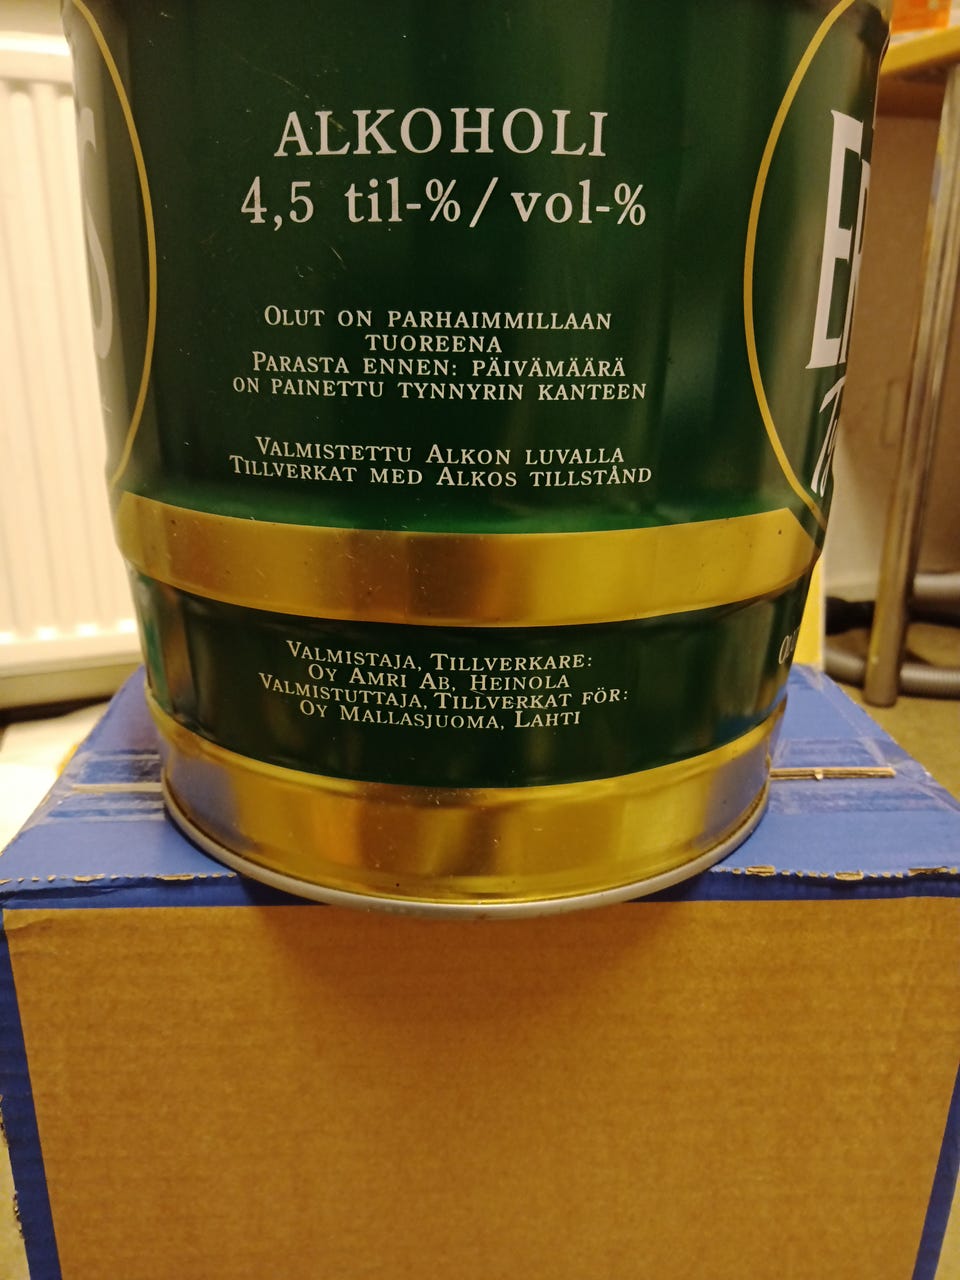 ALKOHOLI
4,5 til-%/vol-%
OLUT ON PARHAIMMILLAAN
TUOREENA
PARASTA ENNEN: PÄIVÄMÄÄRÄ
ON PAINETTU TYNNYRIN KANTEEN
VALMISTETTU ALKON LUVALLA
TILLVERKAT MED ALKOS TILLSTÅND
VALMISTAJA, TILLVERKARE:
OY AMRI AB, HEINOLA
VALMISTUTTAJA, TILLVERKAT FÖR:
OY MALLASJUOMA, LAHTI